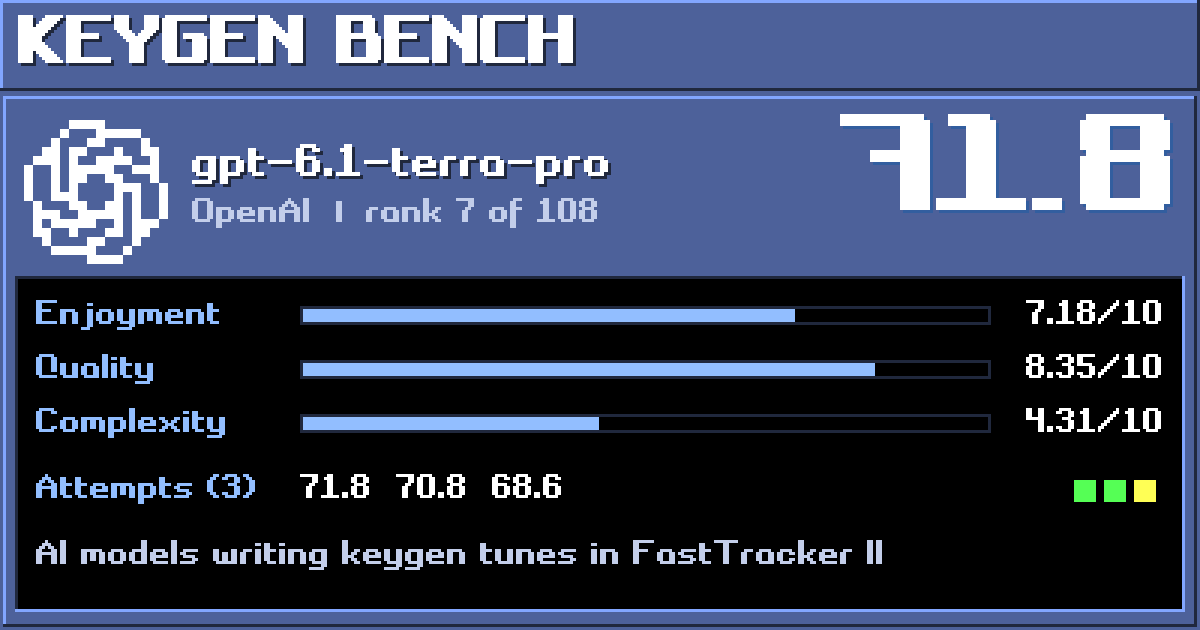 KEYGEN BENCH
gpt-6.1-terra-pro
71.8
OpenAI | rank 7 of 108
Enjoyment 7.18/10
Quality 8.35/10
Complexity 4.31/10
Attempts (3) 71.8 70.8 68.6
AI models writing keygen tunes in FastTracker II